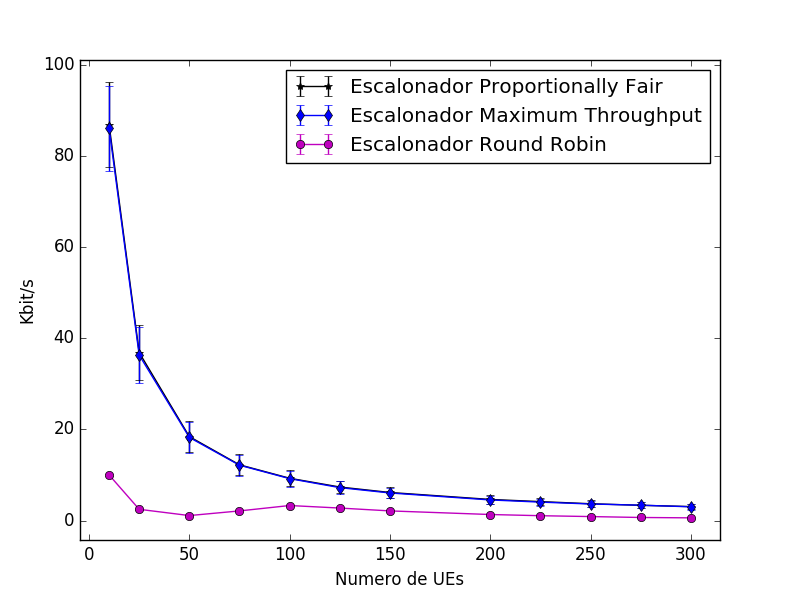 Escalonador Proportionally Fair
Escalonador Maximum Throughput
Escalonador Round Robin
100
80
60
40
20
0
Kbit/s
0 50 100 150 200 250 300
Numero de UEs